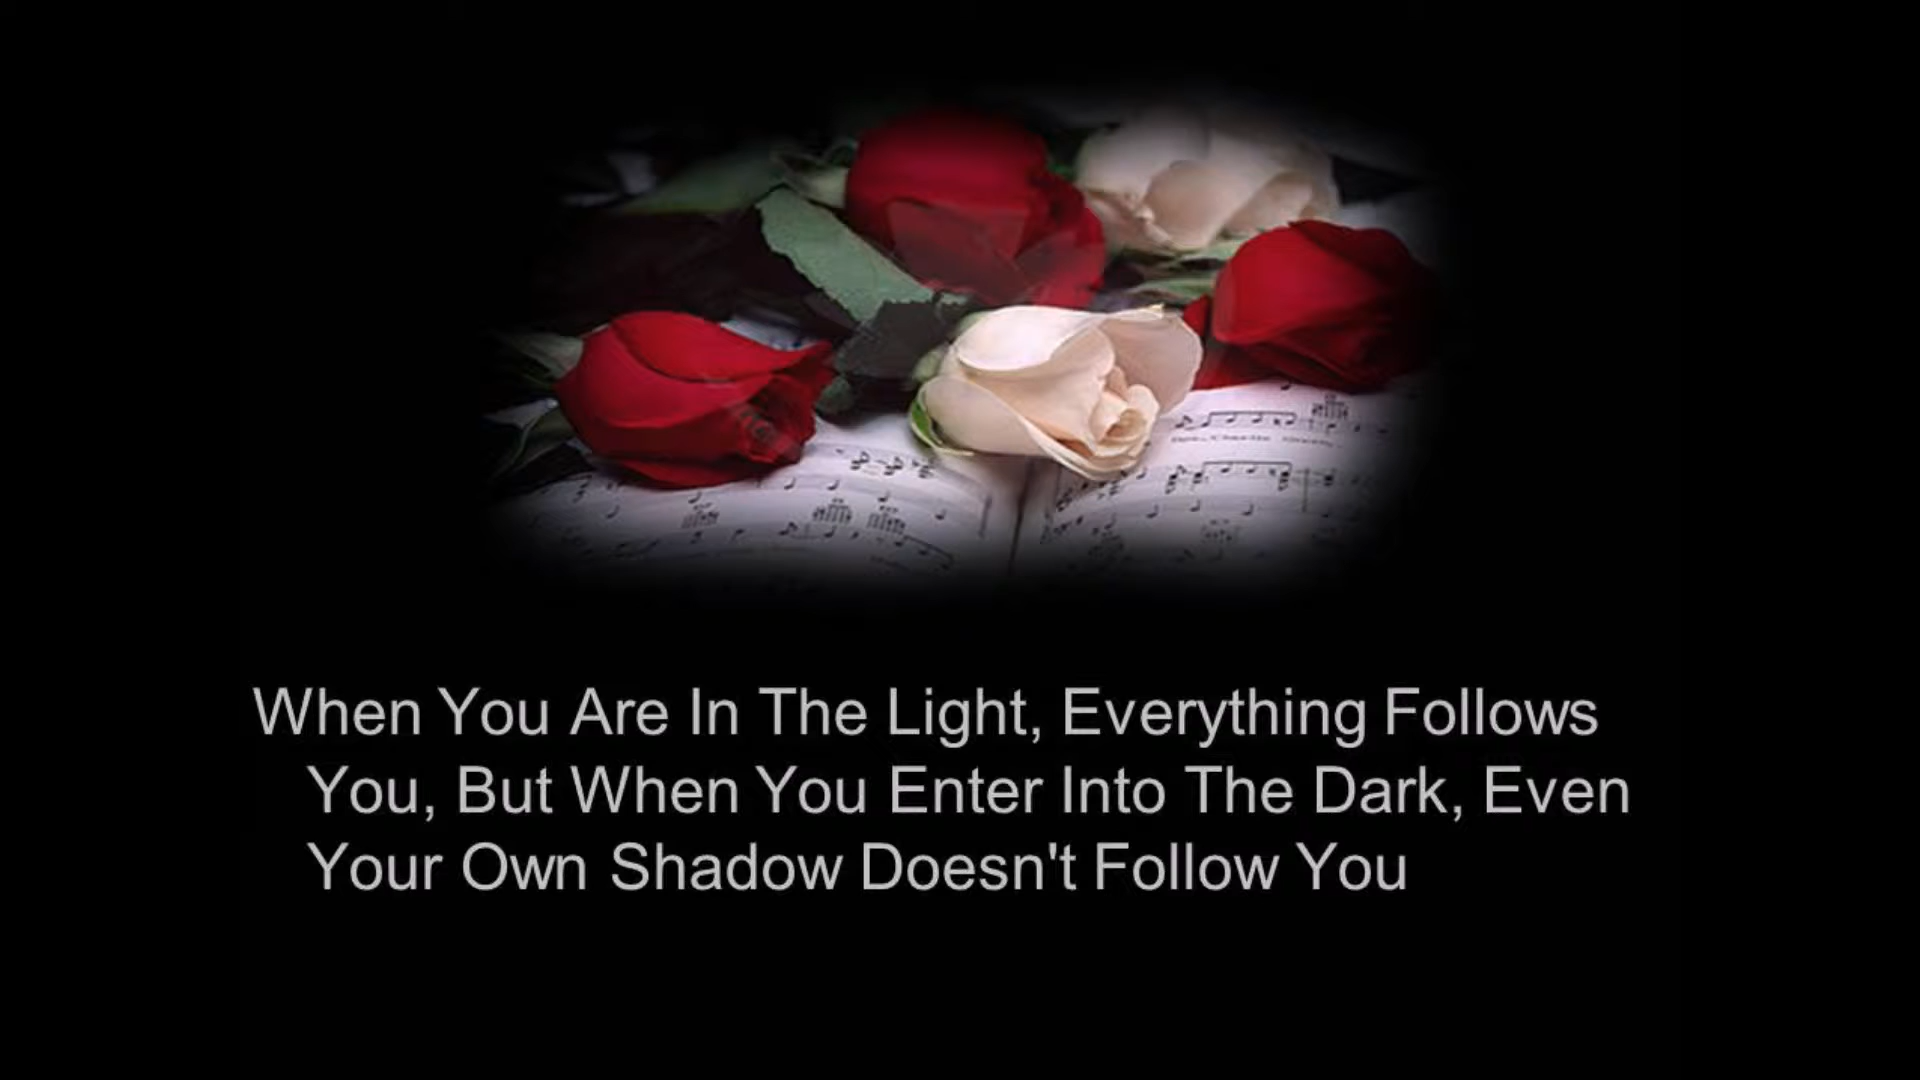 When You Are In The Light, Everything Follows
You, But When You Enter Into The Dark, Even
Your Own Shadow Doesn't Follow You